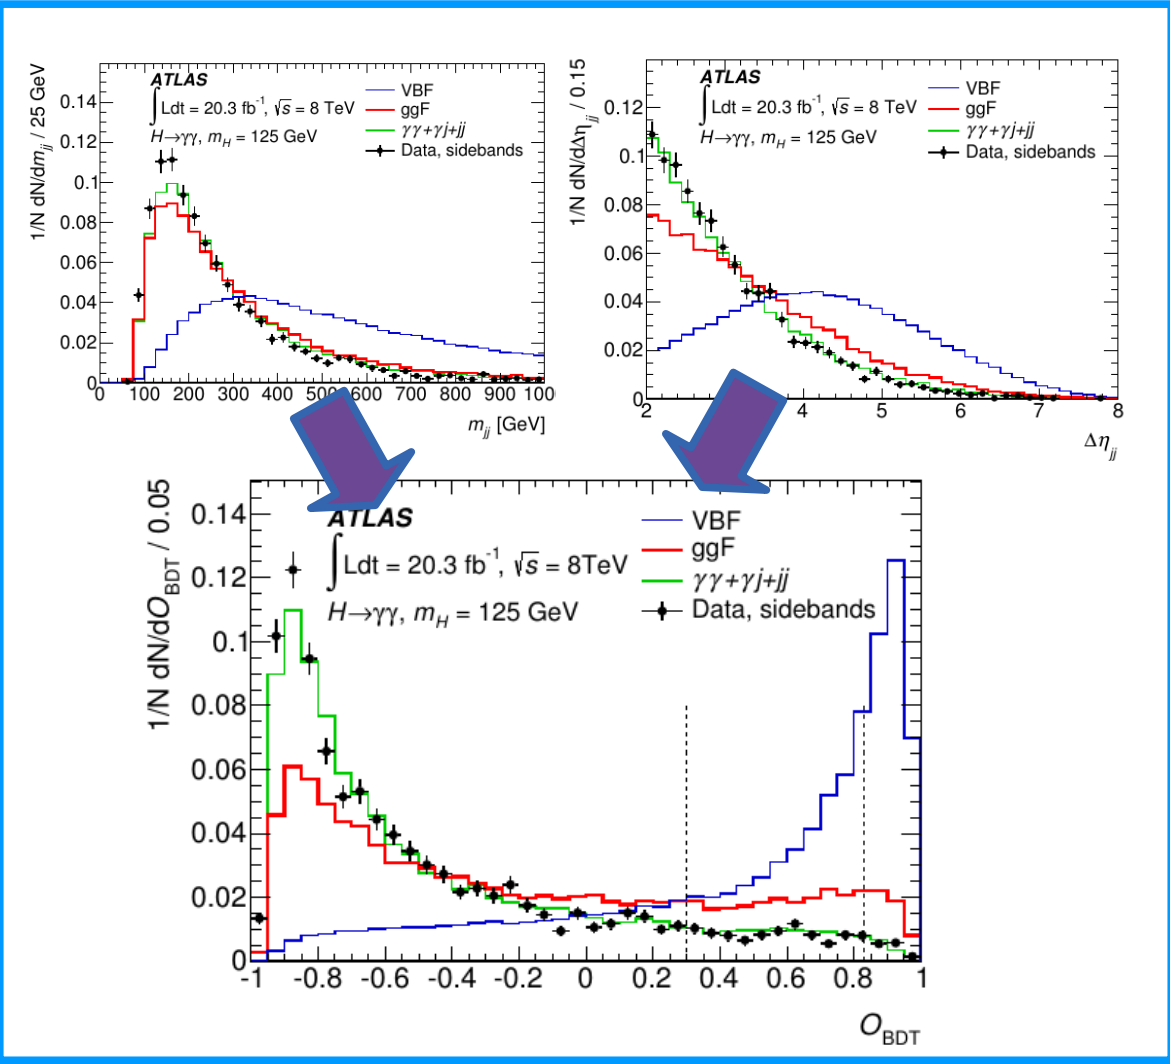 1/N dN/dm_jj / 25 GeV
ATLAS
∫Ldt = 20.3 fb⁻¹, √s = 8 TeV
H→γγ, m_H = 125 GeV
VBF
ggF
γγ+γj+jj
Data, sidebands
0.14
0.12
0.1
0.08
0.06
0.04
0.02
0
0 100 200 300 400 500 600 700 800 900 100
m_jj [GeV]
1/N dN/dΔη_jj / 0.15
ATLAS
∫Ldt = 20.3 fb⁻¹, √s = 8 TeV
H→γγ, m_H = 125 GeV
VBF
ggF
γγ+γj+jj
Data, sidebands
0.12
0.1
0.08
0.06
0.04
0.02
0
2 4 5 6 7 8
Δη_jj
1/N dN/dO_BDT / 0.05
ATLAS
∫Ldt = 20.3 fb⁻¹, √s = 8TeV
H→γγ, m_H = 125 GeV
VBF
ggF
γγ+γj+jj
Data, sidebands
0.14
0.12
0.1
0.08
0.06
0.04
0.02
0
-1 -0.8 -0.6 -0.4 -0.2 0 0.2 0.4 0.6 0.8 1
O_BDT